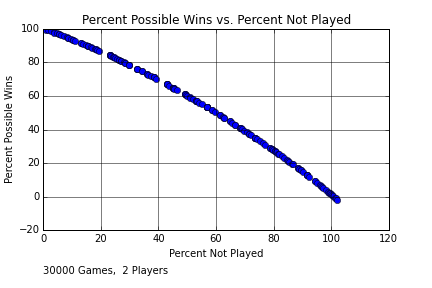 Percent Possible Wins vs. Percent Not Played
Percent Possible Wins
100
80
60
40
20
0
−20
0 20 40 60 80 100 120
Percent Not Played
30000 Games, 2 Players